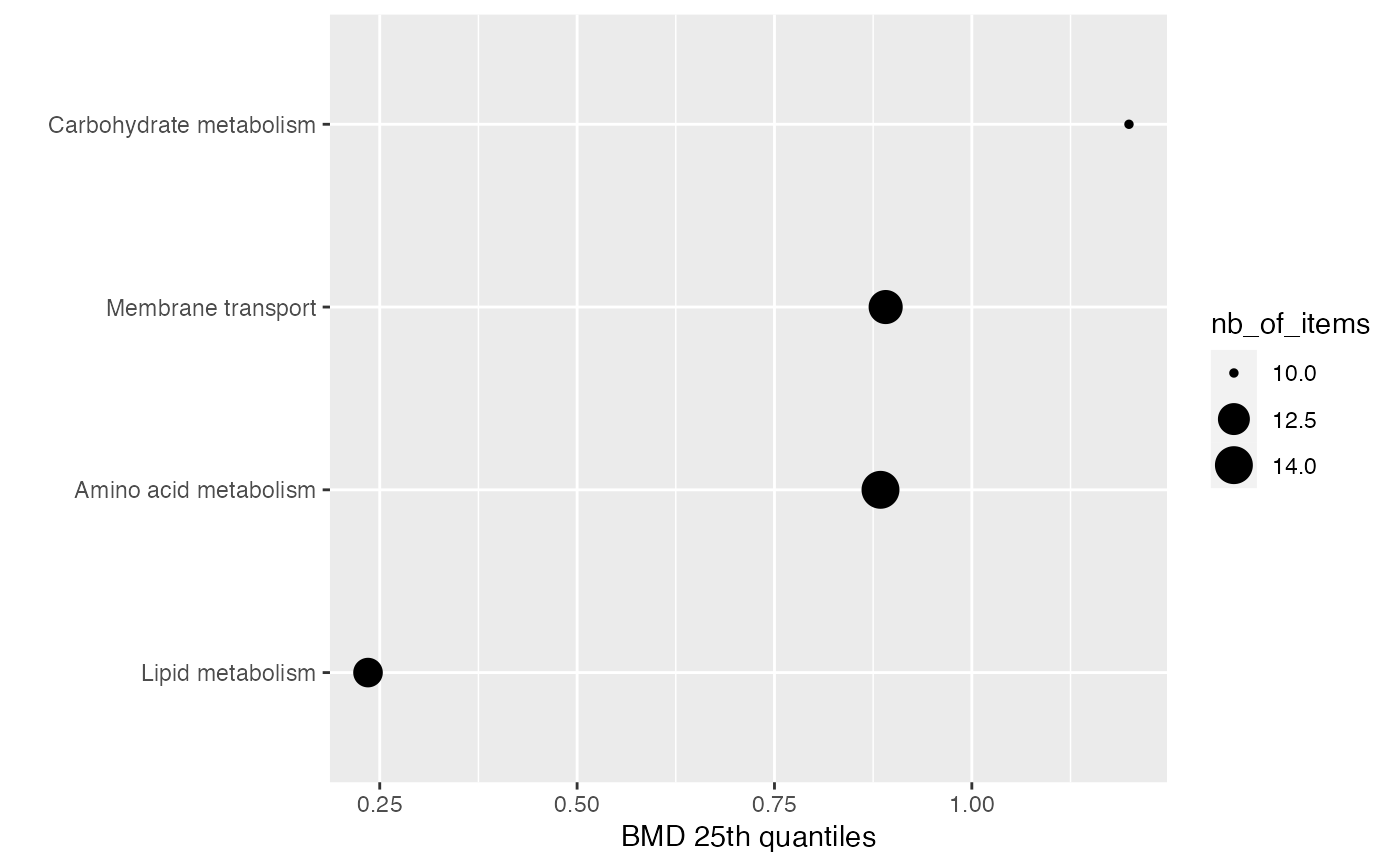 Carbohydrate metabolism
Membrane transport
Amino acid metabolism
Lipid metabolism
0.25 0.50 0.75 1.00
BMD 25th quantiles
nb_of_items
10.0
12.5
14.0